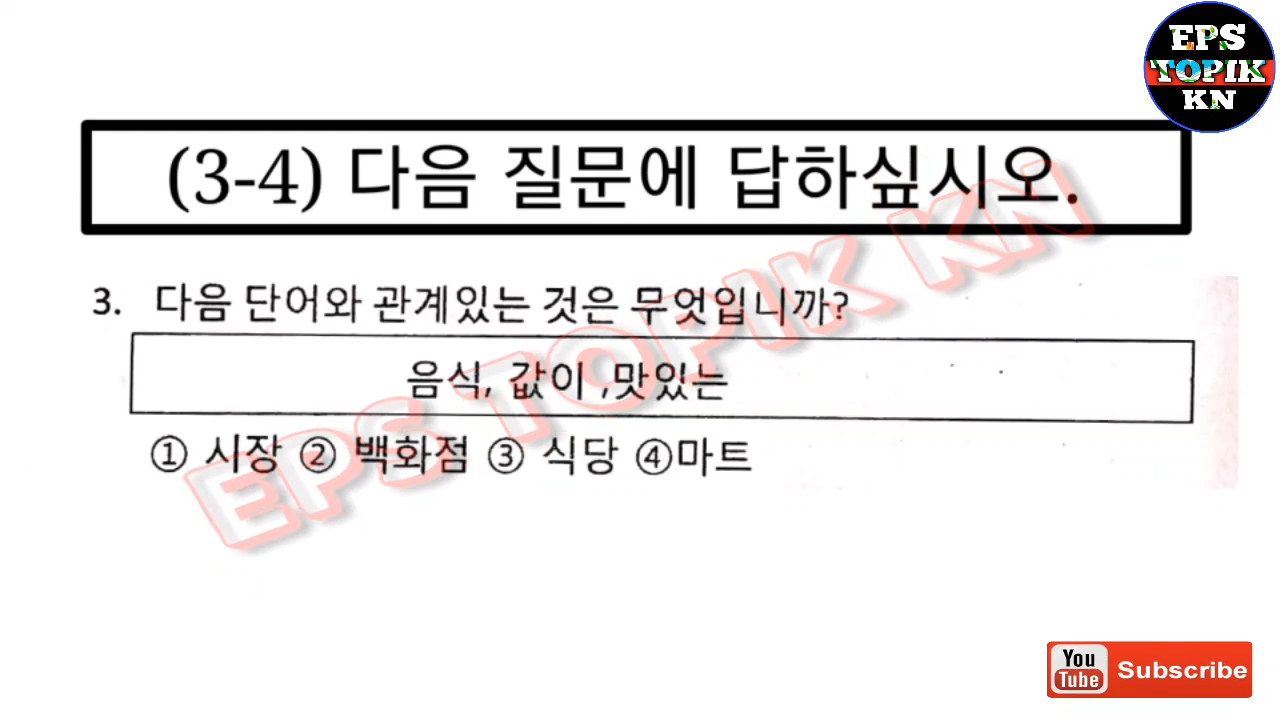 EPS
TOPIK
KN
(3-4) 다음 질문에 답하싶시오.
3. 다음 단어와 관계있는 것은 무엇입니까?
음식, 값이 ,맛있는
① 시장 ② 백화점 ③ 식당 ④마트
EPS TOPIK KN
You Tube Subscribe